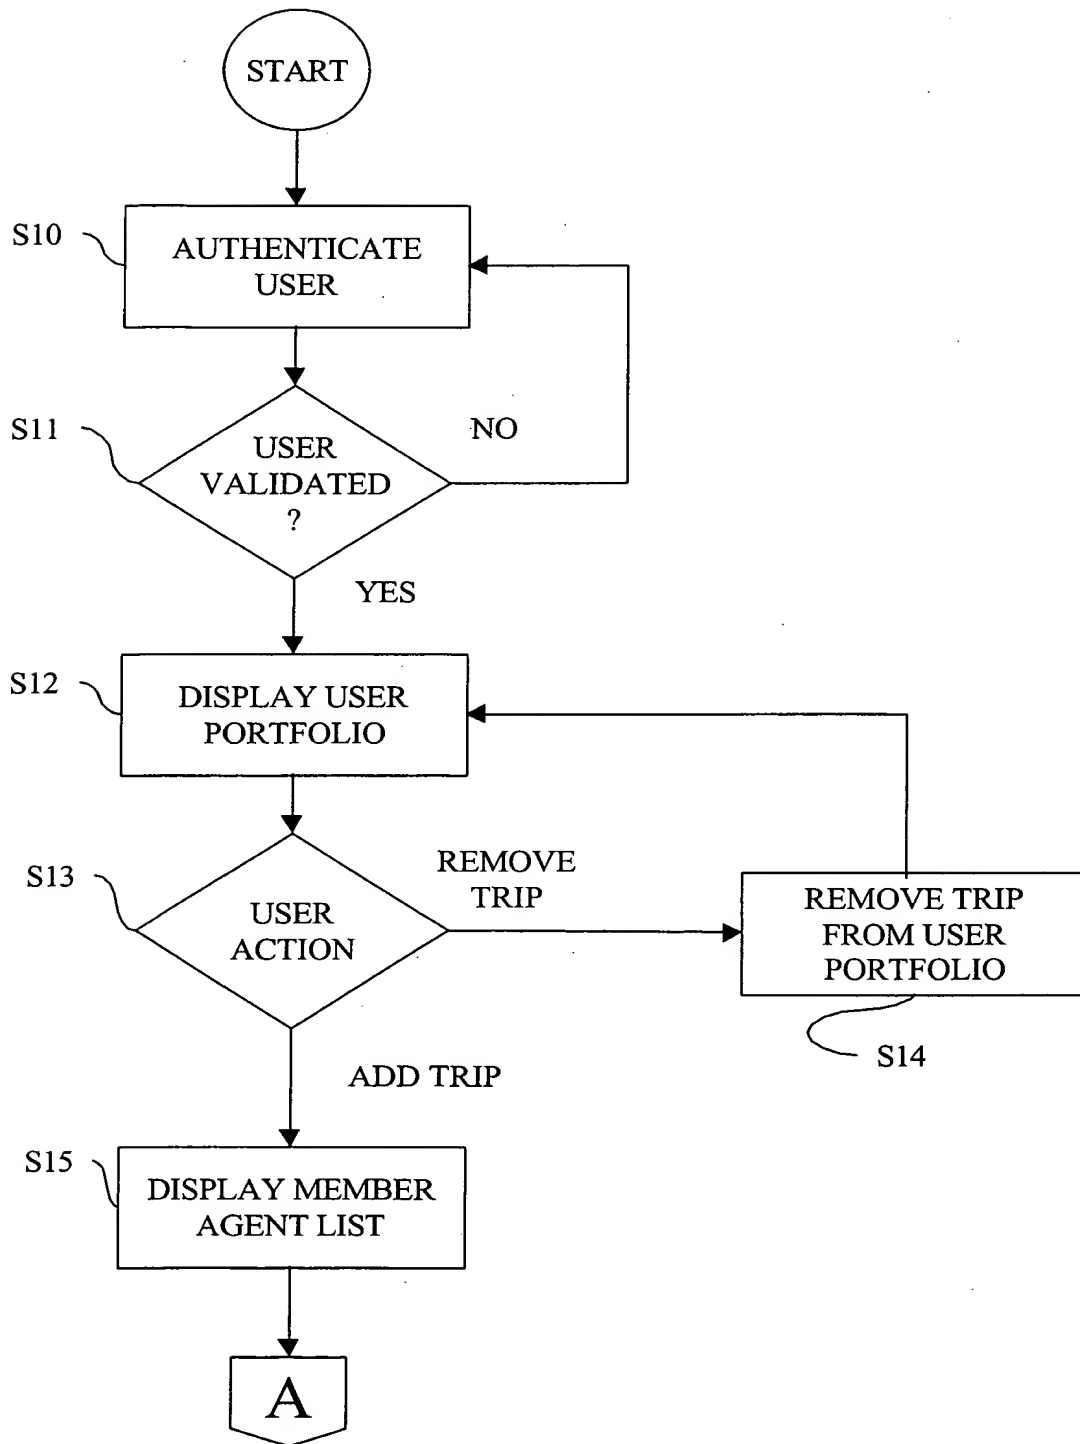 START
S10
AUTHENTICATE
USER
S11
USER
VALIDATED
?
NO
YES
S12
DISPLAY USER
PORTFOLIO
S13
USER
ACTION
REMOVE
TRIP
REMOVE TRIP
FROM USER
PORTFOLIO
S14
ADD TRIP
S15
DISPLAY MEMBER
AGENT LIST
A